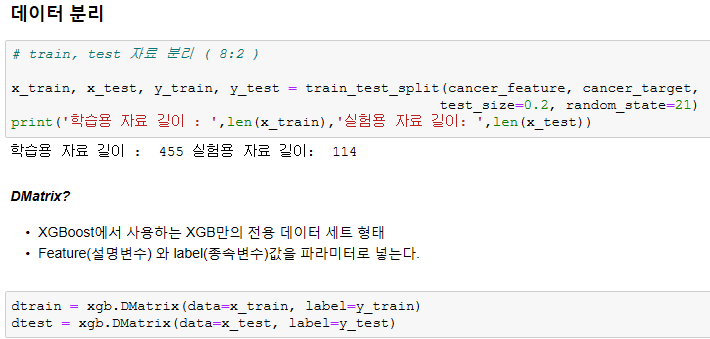 데이터 분리
# train, test 자료 분리 ( 8:2 )
x_train, x_test, y_train, y_test = train_test_split(cancer_feature, cancer_target,
test_size=0.2, random_state=21)
print('학습용 자료 길이 : ',len(x_train),'실험용 자료 길이: ',len(x_test))
학습용 자료 길이 :  455 실험용 자료 길이:  114
DMatrix?
• XGBoost에서 사용하는 XGB만의 전용 데이터 세트 형태
• Feature(설명변수) 와 label(종속변수)값을 파라미터로 넣는다.
dtrain = xgb.DMatrix(data=x_train, label=y_train)
dtest = xgb.DMatrix(data=x_test, label=y_test)